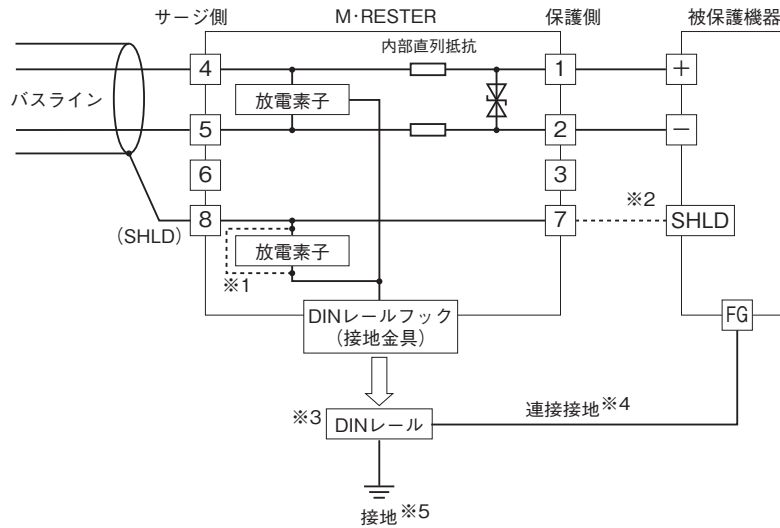 サージ側
M・RESTER
保護側
被保護機器
内部直列抵抗
4
1
+
バスライン
放電素子
5
2
−
6
3
※2
8
7
SHLD
(SHLD)
放電素子
※1
DINレールフック
(接地金具)
FG
連接接地※4
※3
DINレール
接地※5